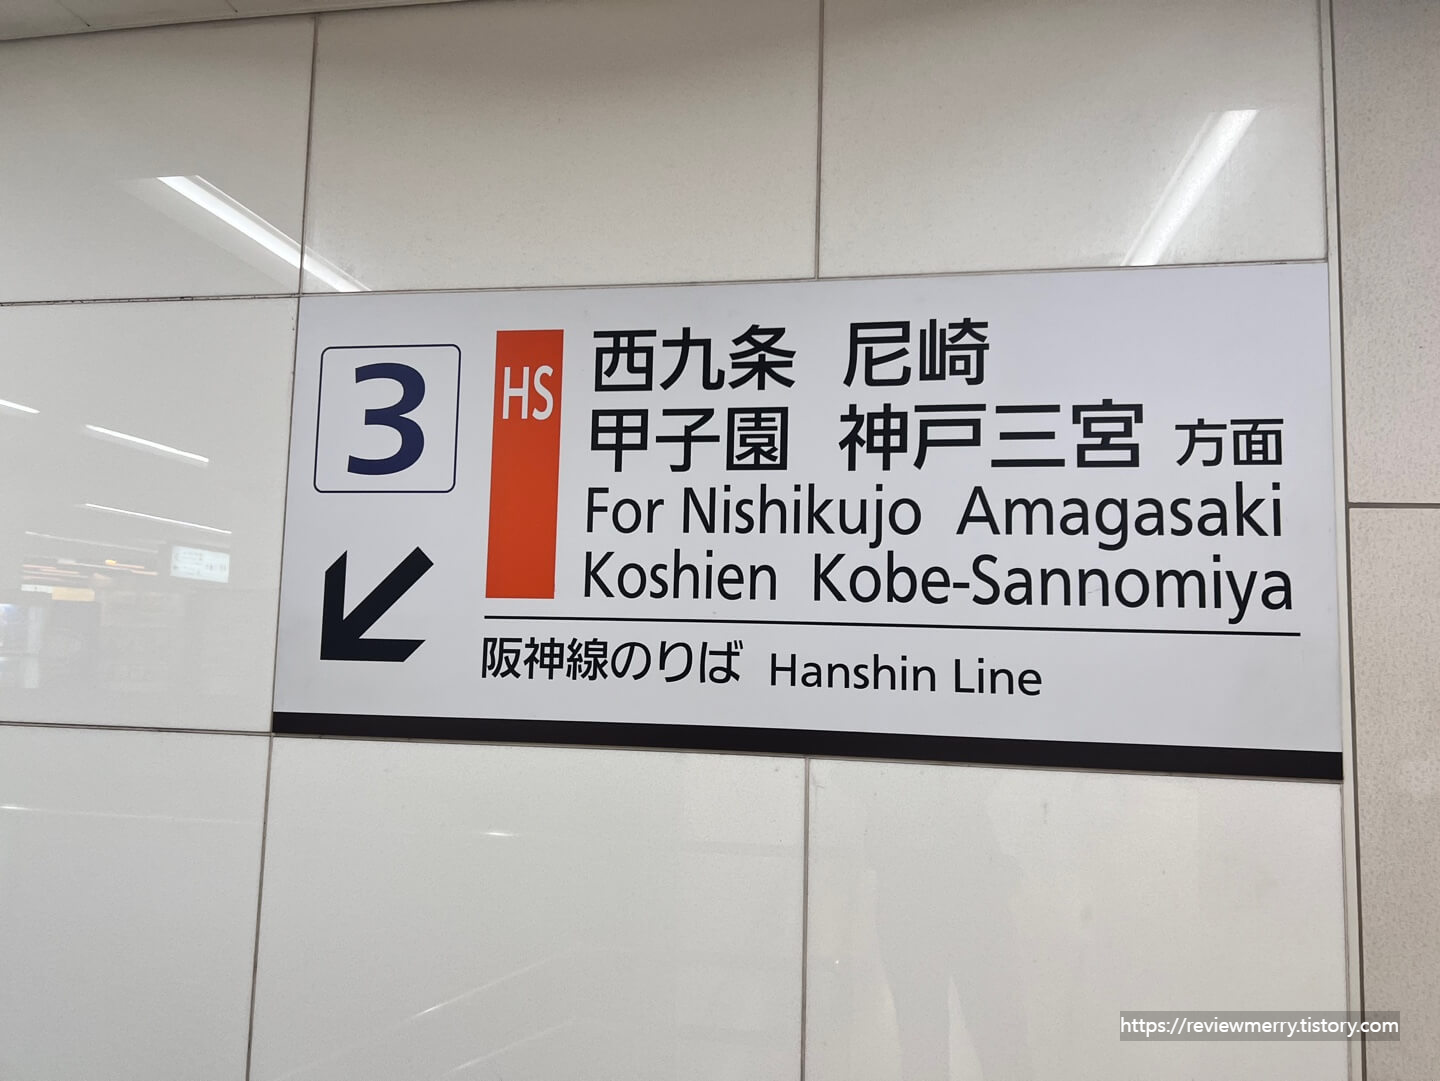 3
HS
西九条 尼崎
甲子園 神戸三宮 方面
For Nishikujo Amagasaki
Koshien Kobe-Sannomiya
阪神線のりば Hanshin Line
https://reviewmerry.tistory.com